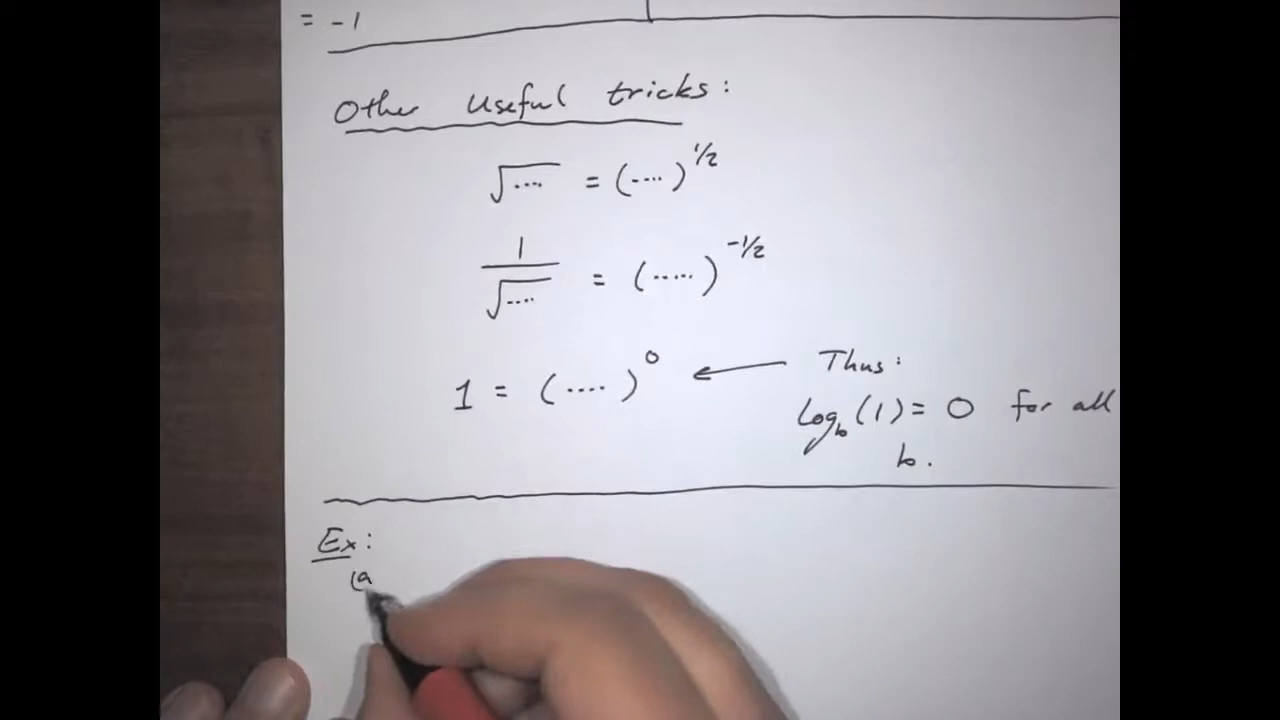 = -1
Other useful tricks:
√.... = (....)^1/2
1/√.... = (.....)^-1/2
1 = (....)^0 ← Thus:
log_b(1) = 0 for all
b.
Ex:
(a